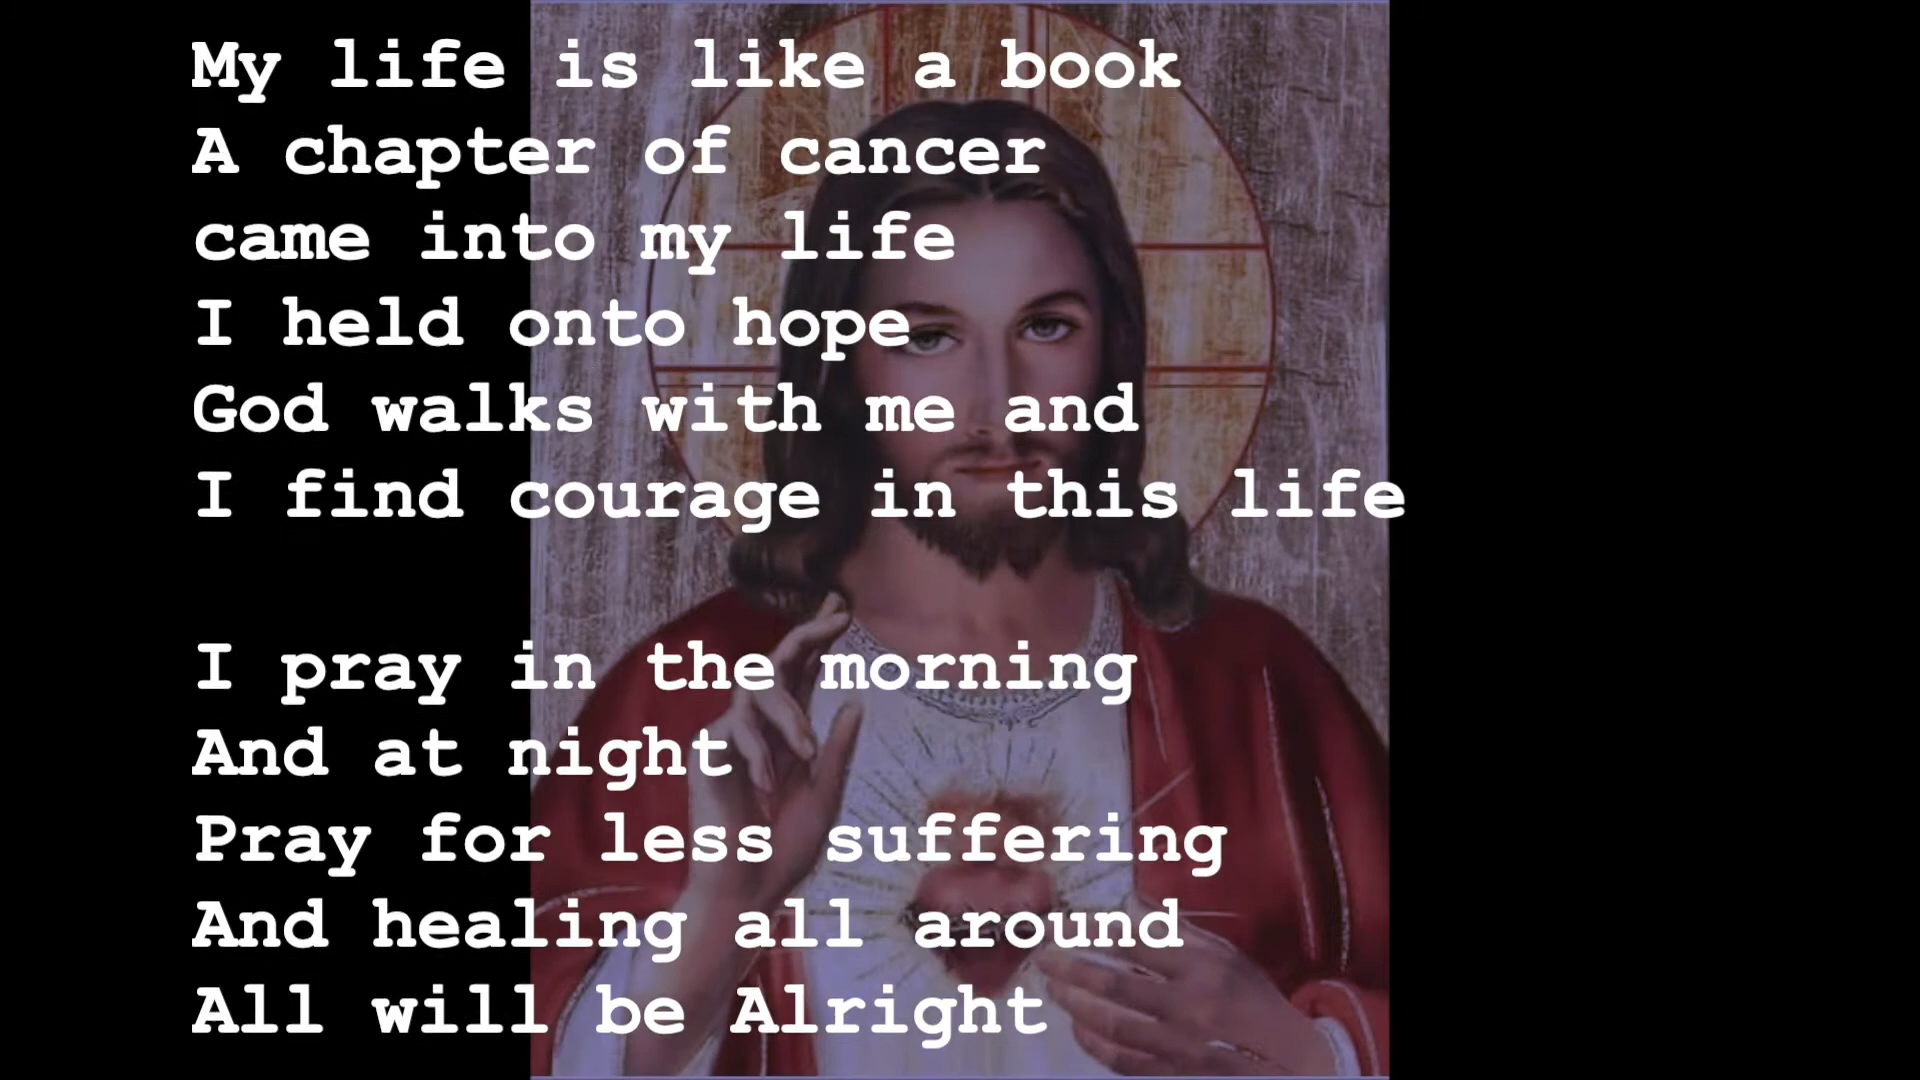 My life is like a book
A chapter of cancer
came into my life
I held onto hope
God walks with me and
I find courage in this life
I pray in the morning
And at night
Pray for less suffering
And healing all around
All will be Alright